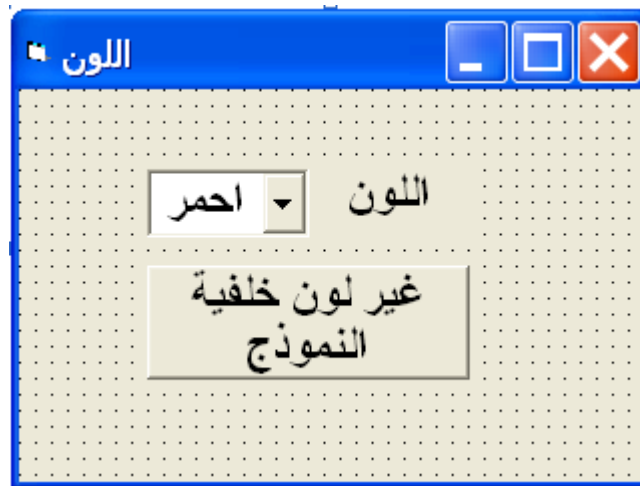 اللون
اللون
احمر
غير لون خلفية
النموذج